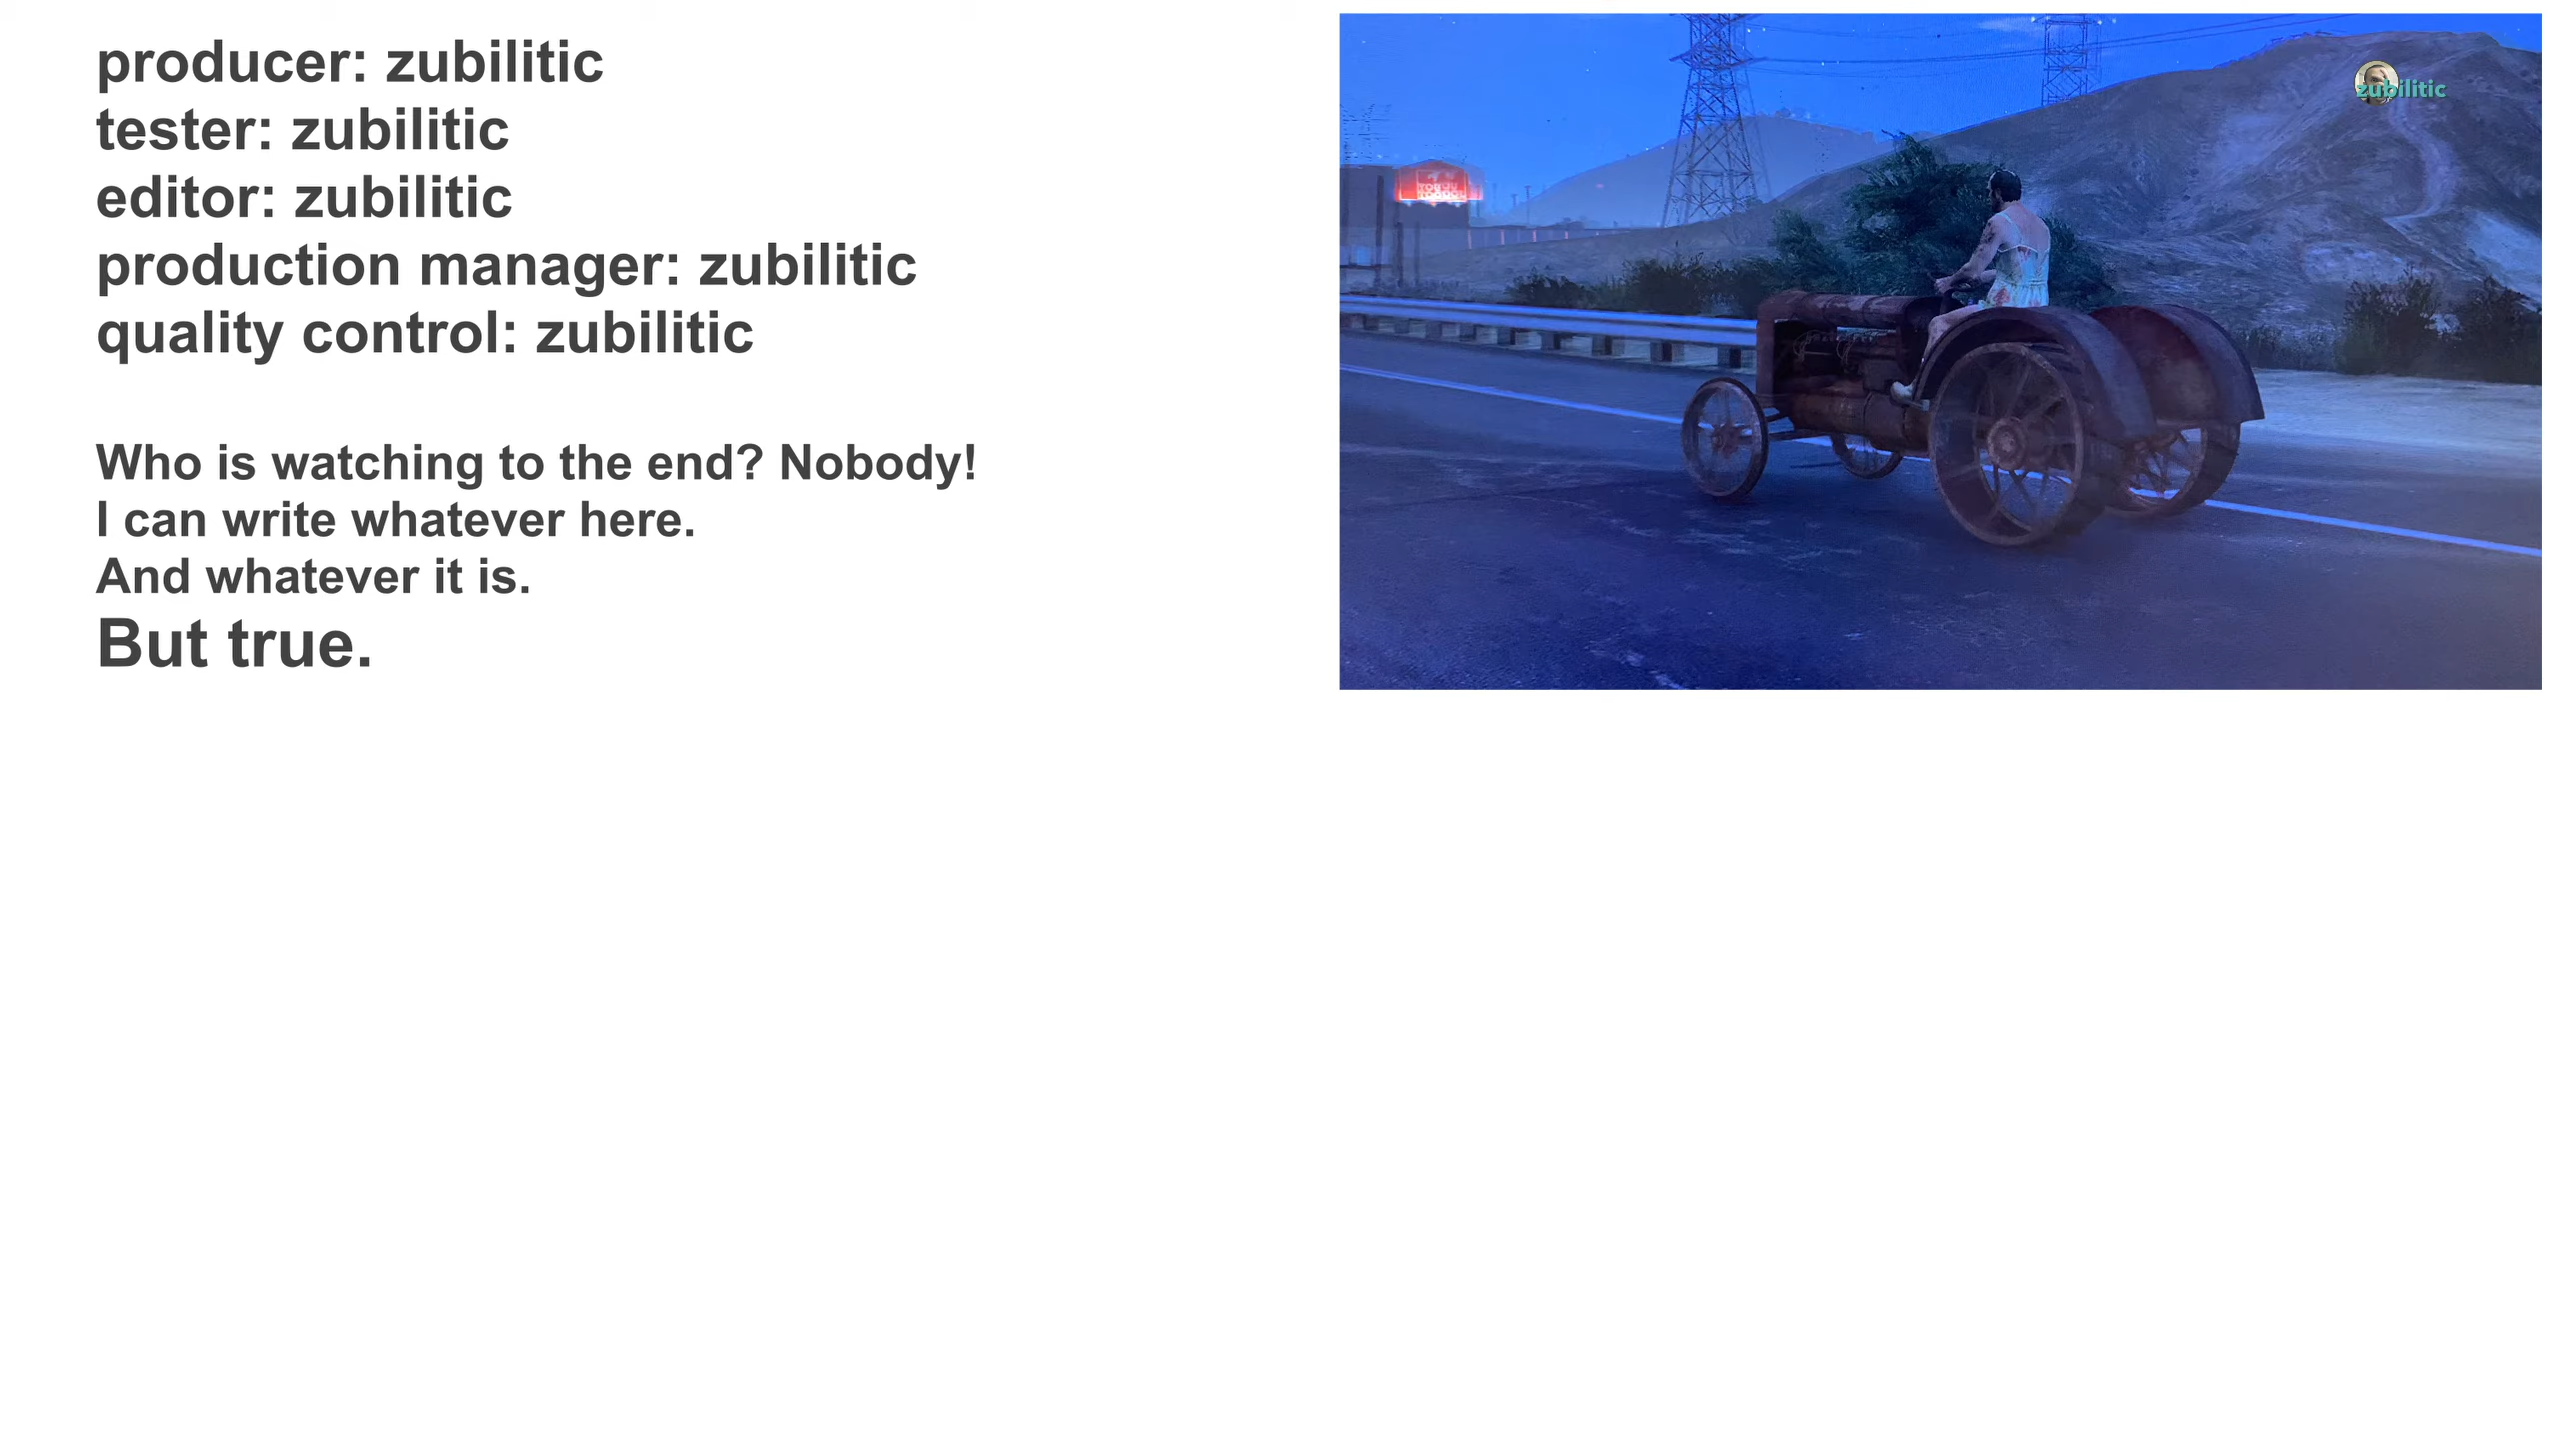 producer: zubilitic
tester: zubilitic
editor: zubilitic
production manager: zubilitic
quality control: zubilitic
Who is watching to the end? Nobody!
I can write whatever here.
And whatever it is.
But true.
zubilitic